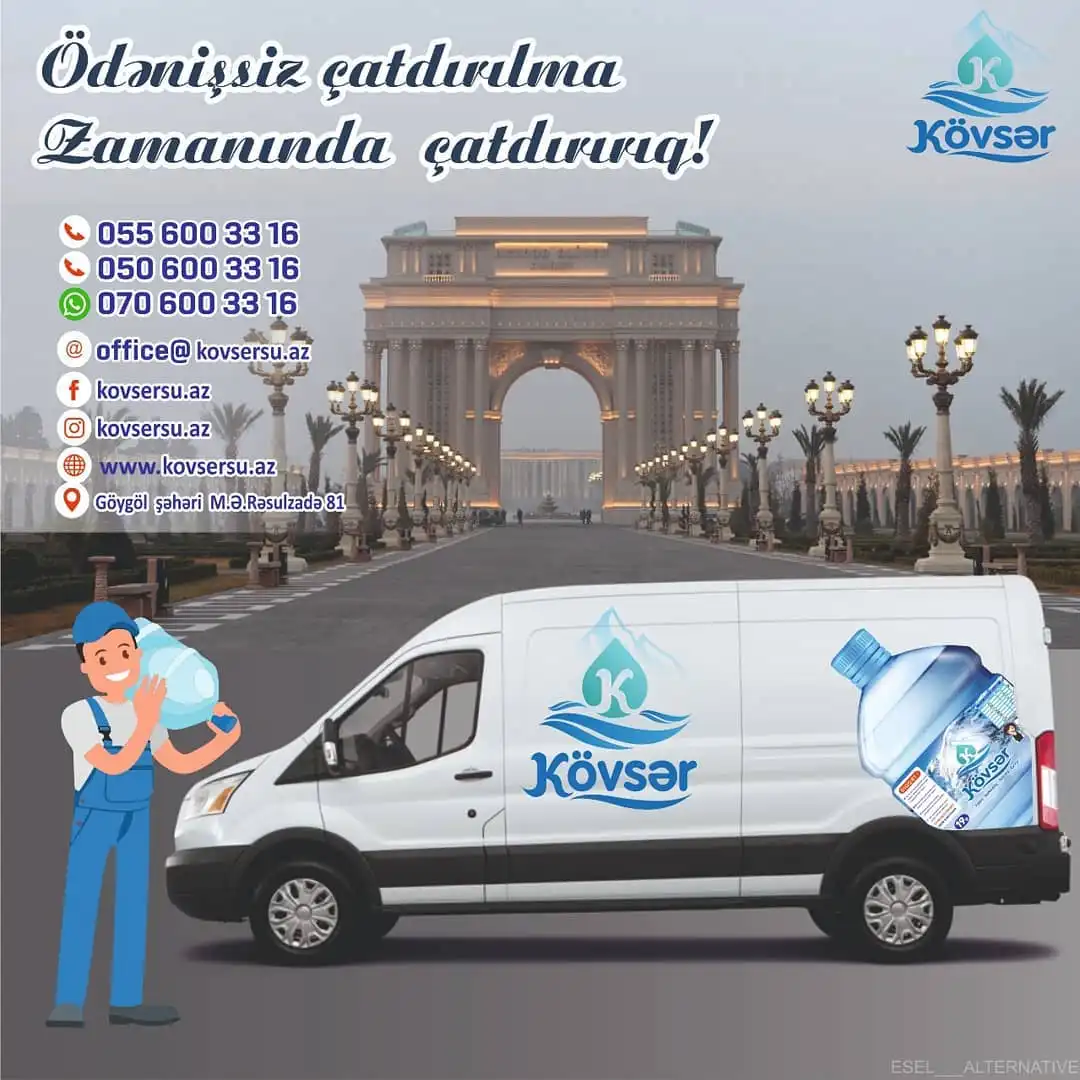 Ödənişsiz çatdırılma
Zamanında çatdırırıq!
K
Kövsər
055 600 33 16
050 600 33 16
070 600 33 16
office@kovsersu.az
kovsersu.az
kovsersu.az
www.kovsersu.az
Göygöl şəhəri M.Ə.Rəsulzadə 81
K
Kövsər
K
Kövsər
19
ESEL___ALTERNATIVE